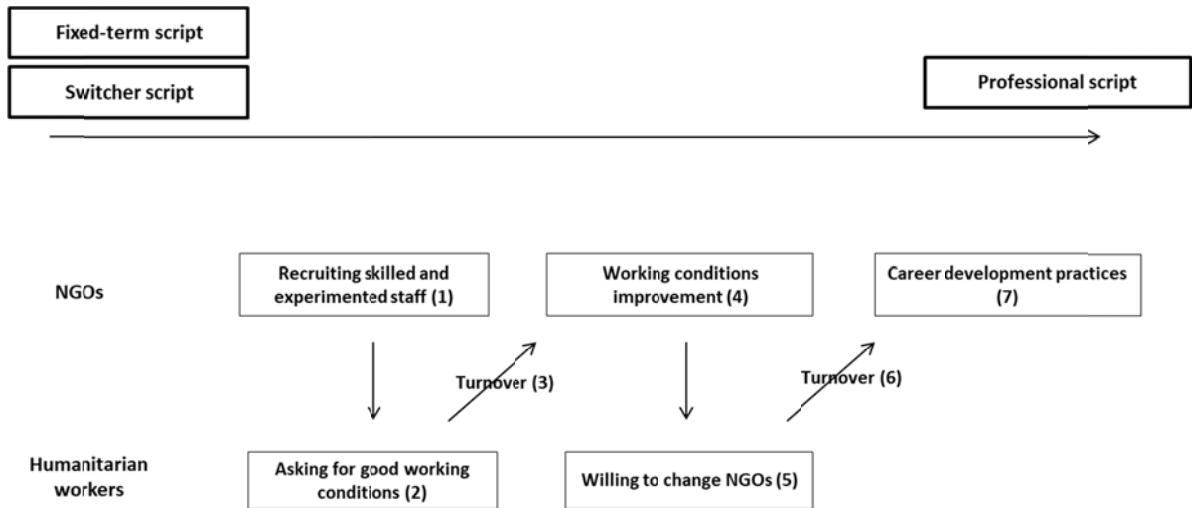 Fixed-term script
Switcher script
Professional script
NGOs
Recruiting skilled and
experimented staff (1)
Working conditions
improvement (4)
Career development practices
(7)
Turnover (3)
Turnover (6)
Humanitarian
workers
Asking for good working
conditions (2)
Willing to change NGOs (5)